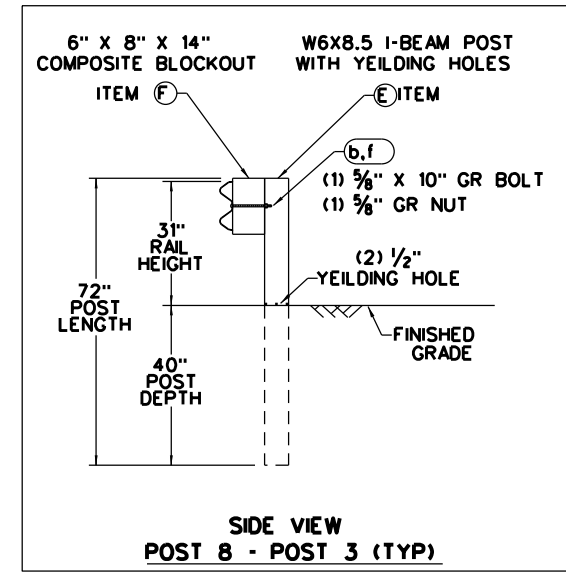 6" X 8" X 14"
COMPOSITE BLOCKOUT
ITEM F
W6X8.5 I-BEAM POST
WITH YEILDING HOLES
E ITEM
b,f
(1) 5/8" X 10" GR BOLT
(1) 5/8" GR NUT
31"
RAIL
HEIGHT
(2) 1/2"
YEILDING HOLE
72"
POST
LENGTH
FINISHED
GRADE
40"
POST
DEPTH
SIDE VIEW
POST 8 - POST 3 (TYP)